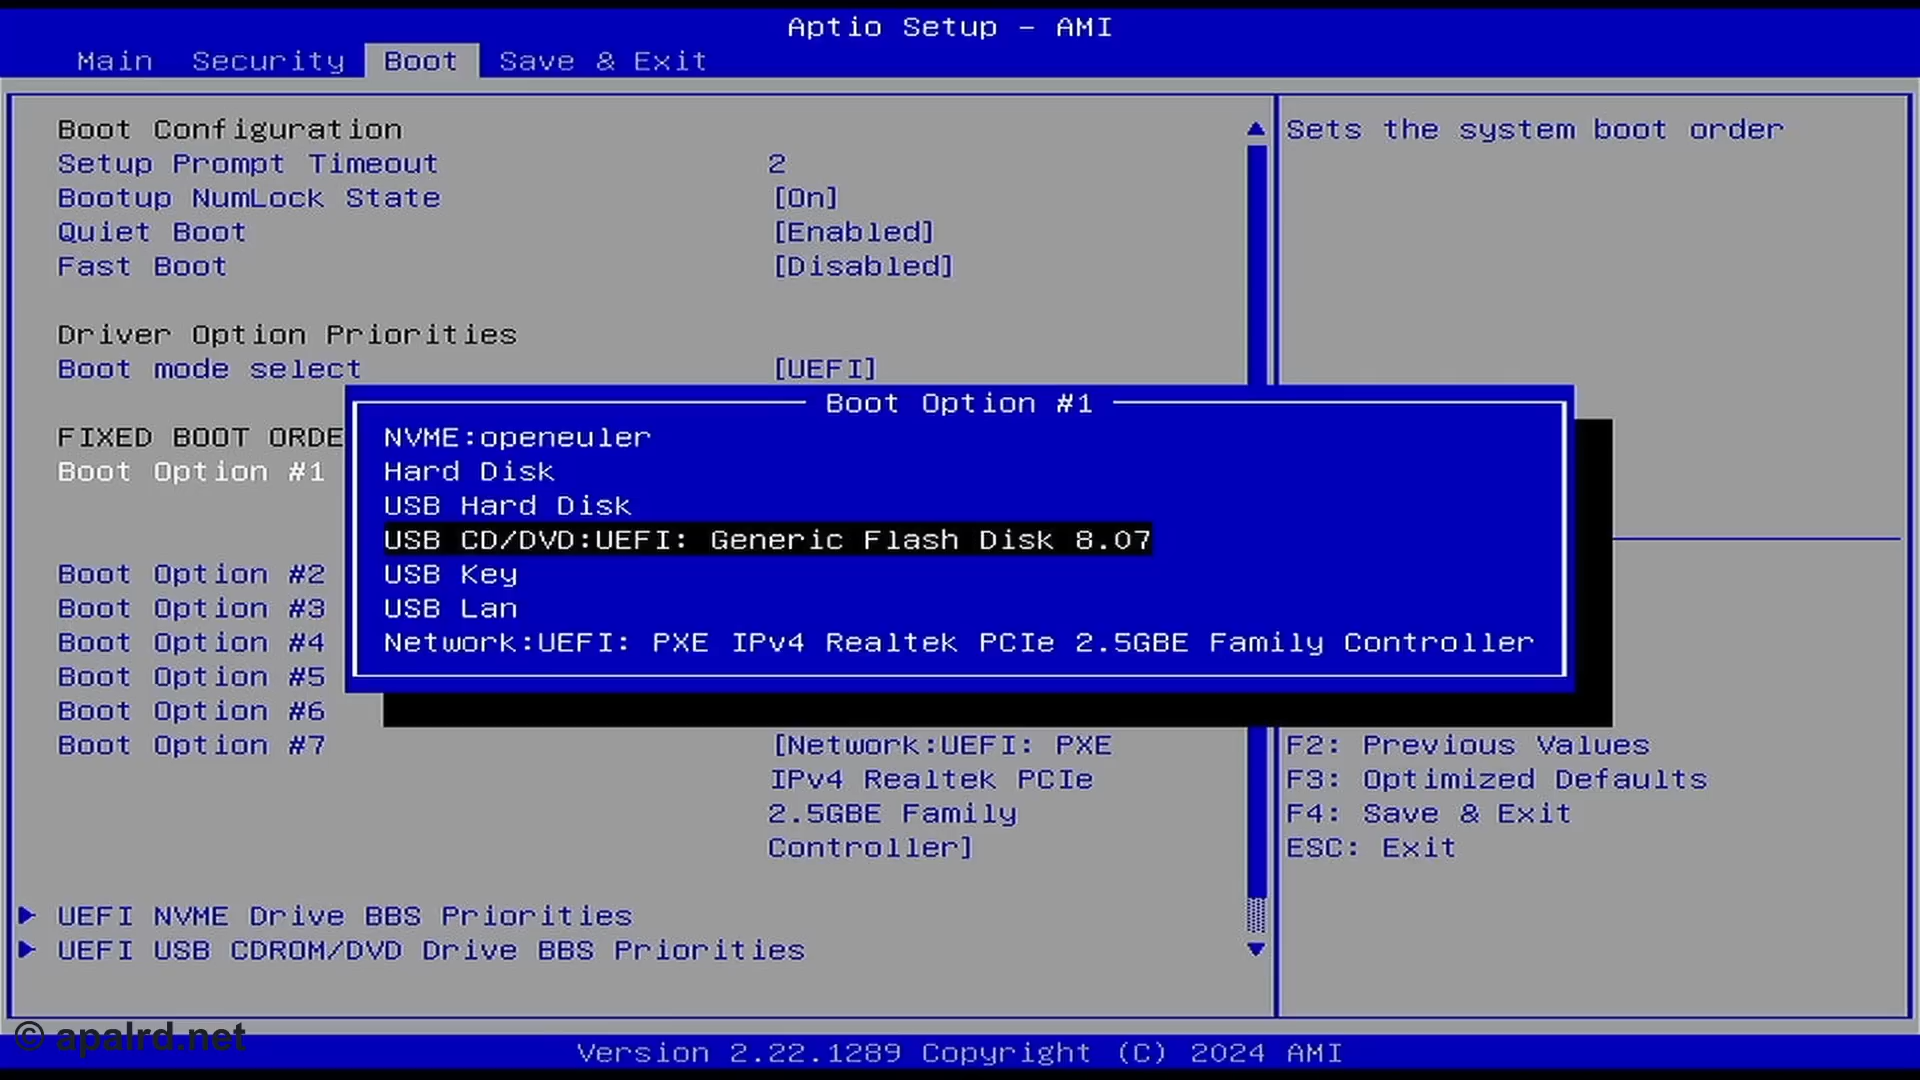 Aptio Setup - AMI
Main Security Boot Save & Exit
Boot Configuration
Setup Prompt Timeout 2
Bootup NumLock State [On]
Quiet Boot [Enabled]
Fast Boot [Disabled]
Driver Option Priorities
Boot mode select [UEFI]
FIXED BOOT ORDE
Boot Option #1
Boot Option #2
Boot Option #3
Boot Option #4
Boot Option #5
Boot Option #6
Boot Option #7 [Network:UEFI: PXE
IPv4 Realtek PCIe
2.5GBE Family
Controller]
UEFI NVME Drive BBS Priorities
UEFI USB CDROM/DVD Drive BBS Priorities
Boot Option #1
NVME:openeuler
Hard Disk
USB Hard Disk
USB CD/DVD:UEFI: Generic Flash Disk 8.07
USB Key
USB Lan
Network:UEFI: PXE IPv4 Realtek PCIe 2.5GBE Family Controller
Sets the system boot order
F2: Previous Values
F3: Optimized Defaults
F4: Save & Exit
ESC: Exit
© apalrd.net
Version 2.22.1289 Copyright (C) 2024 AMI